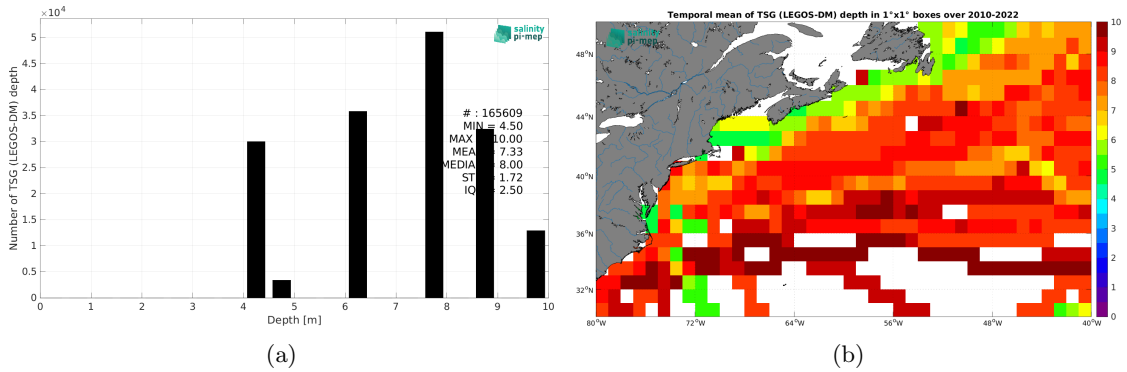 ×10⁴
5
4.5
4
3.5
3
2.5
2
1.5
1
0.5
0
Number of TSG (LEGOS-DM) depth
salinity
pi-mep
# : 165609
MIN = 4.50
MAX 10.00
MEA 7.33
MEDIA = 8.00
ST = 1.72
IQ = 2.50
0 1 2 3 4 5 6 7 8 9 10
Depth [m]
(a)
Temporal mean of TSG (LEGOS-DM) depth in 1°x1° boxes over 2010-2022
salinity
pi-mep
48°N
44°N
40°N
36°N
32°N
80°W 72°W 64°W 56°W 48°W 40°W
10
9
8
7
6
5
4
3
2
1
0
(b)